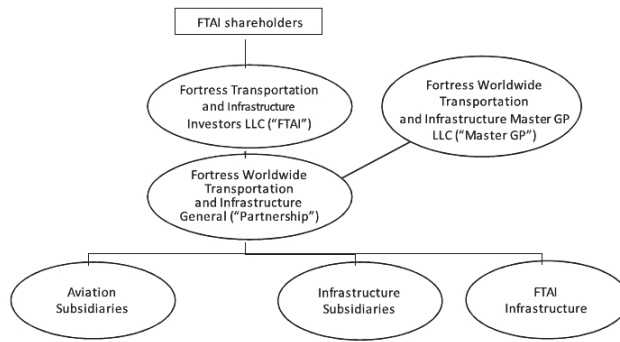 FTAI shareholders
Fortress Transportation
and Infrastructure
Investors LLC (“FTAI”)
Fortress Worldwide
Transportation
and Infrastructure Master GP
LLC (“Master GP”)
Fortress Worldwide
Transportation
and Infrastructure
General (“Partnership”)
Aviation
Subsidiaries
Infrastructure
Subsidiaries
FTAI
Infrastructure